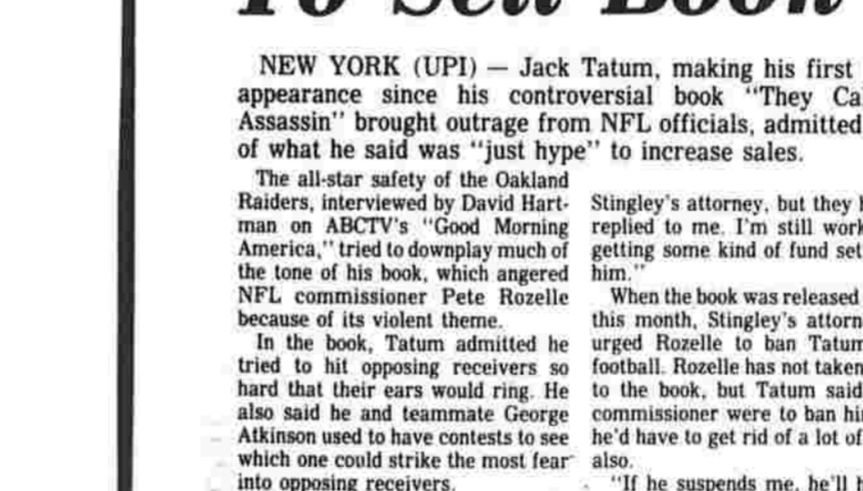 To Sell Book
NEW YORK (UPI) — Jack Tatum, making his first
appearance since his controversial book "They
Assassin" brought outrage from NFL officials, admitted
of what he said was "just hype" to increase sales.
The all-star safety of the Oakland
Raiders, interviewed by David Hart-
man on ABCTV's "Good Morning
America," tried to downplay much of
the tone of his book, which angered
NFL commissioner Pete Rozelle
because of its violent theme.
In the book, Tatum admitted he
tried to hit opposing receivers so
hard that their ears would ring. He
also said he and teammate George
Atkinson used to have contests to see
which one could strike the most fear
into opposing receivers.
Stingley's attorney, but they
replied to me. I'm still
getting some kind of fund set
him."
When the book was released
this month, Stingley's
urged Rozelle to ban Tatum
football. Rozelle has not taken
to the book, but Tatum said
commissioner were to ban
he'd have to get rid of a lot of
also.
"If he suspends me, he'll